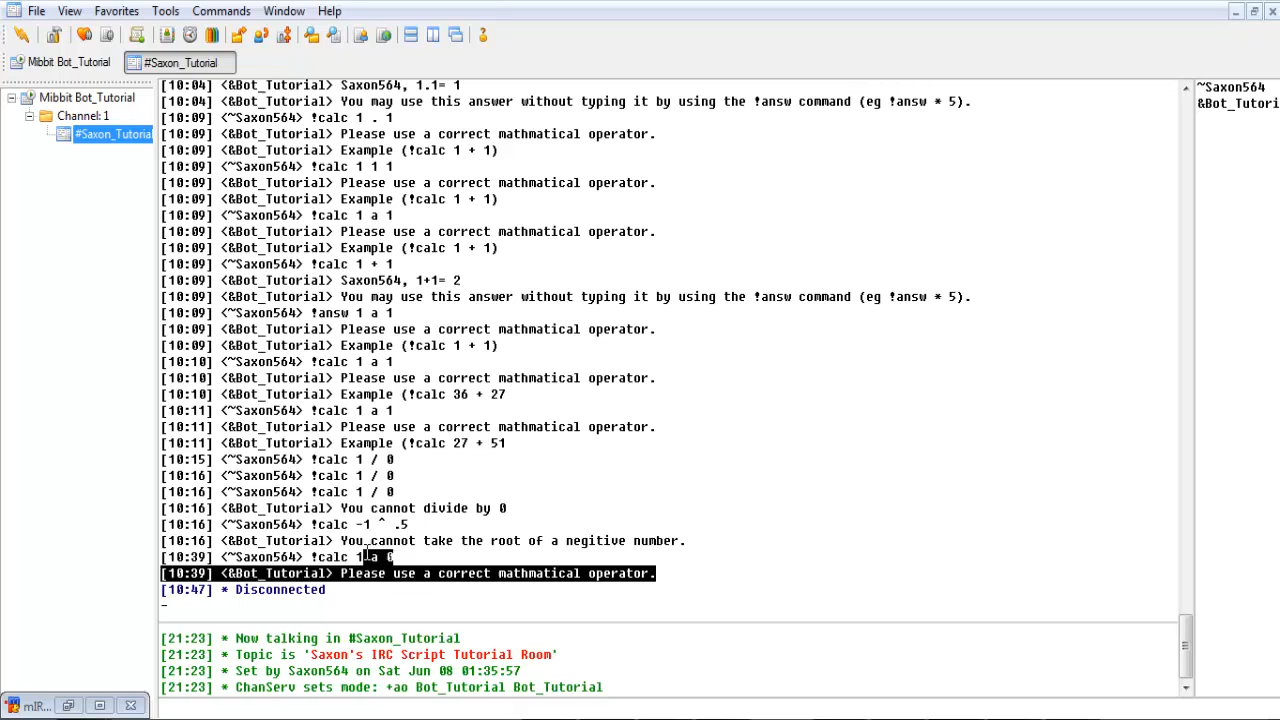 File View Favorites Tools Commands Window Help
Mibbit Bot_Tutorial #Saxon_Tutorial
Mibbit Bot_Tutorial
Channel: 1
#Saxon_Tutorial
[10:04] <&Bot_Tutorial> Saxon564, 1.1= 1
[10:04] <&Bot_Tutorial> You may use this answer without typing it by using the !answ command (eg !answ * 5).
[10:09] <~Saxon564> !calc 1 . 1
[10:09] <&Bot_Tutorial> Please use a correct mathmatical operator.
[10:09] <&Bot_Tutorial> Example (!calc 1 + 1)
[10:09] <~Saxon564> !calc 1 1 1
[10:09] <&Bot_Tutorial> Please use a correct mathmatical operator.
[10:09] <&Bot_Tutorial> Example (!calc 1 + 1)
[10:09] <~Saxon564> !calc 1 a 1
[10:09] <&Bot_Tutorial> Please use a correct mathmatical operator.
[10:09] <&Bot_Tutorial> Example (!calc 1 + 1)
[10:09] <~Saxon564> !calc 1 + 1
[10:09] <&Bot_Tutorial> Saxon564, 1+1= 2
[10:09] <&Bot_Tutorial> You may use this answer without typing it by using the !answ command (eg !answ * 5).
[10:09] <~Saxon564> !answ 1 a 1
[10:09] <&Bot_Tutorial> Please use a correct mathmatical operator.
[10:09] <&Bot_Tutorial> Example (!calc 1 + 1)
[10:10] <~Saxon564> !calc 1 a 1
[10:10] <&Bot_Tutorial> Please use a correct mathmatical operator.
[10:10] <&Bot_Tutorial> Example (!calc 36 + 27
[10:11] <~Saxon564> !calc 1 a 1
[10:11] <&Bot_Tutorial> Please use a correct mathmatical operator.
[10:11] <&Bot_Tutorial> Example (!calc 27 + 51
[10:15] <~Saxon564> !calc 1 / 0
[10:16] <~Saxon564> !calc 1 / 0
[10:16] <~Saxon564> !calc 1 / 0
[10:16] <&Bot_Tutorial> You cannot divide by 0
[10:16] <~Saxon564> !calc -1 ^ .5
[10:16] <&Bot_Tutorial> You cannot take the root of a negitive number.
[10:39] <~Saxon564> !calc 1 a 0
[10:39] <&Bot_Tutorial> Please use a correct mathmatical operator.
[10:47] * Disconnected
-
[21:23] * Now talking in #Saxon_Tutorial
[21:23] * Topic is 'Saxon's IRC Script Tutorial Room'
[21:23] * Set by Saxon564 on Sat Jun 08 01:35:57
[21:23] * ChanServ sets mode: +ao Bot_Tutorial Bot_Tutorial
~Saxon564
&Bot_Tutori
mIR...